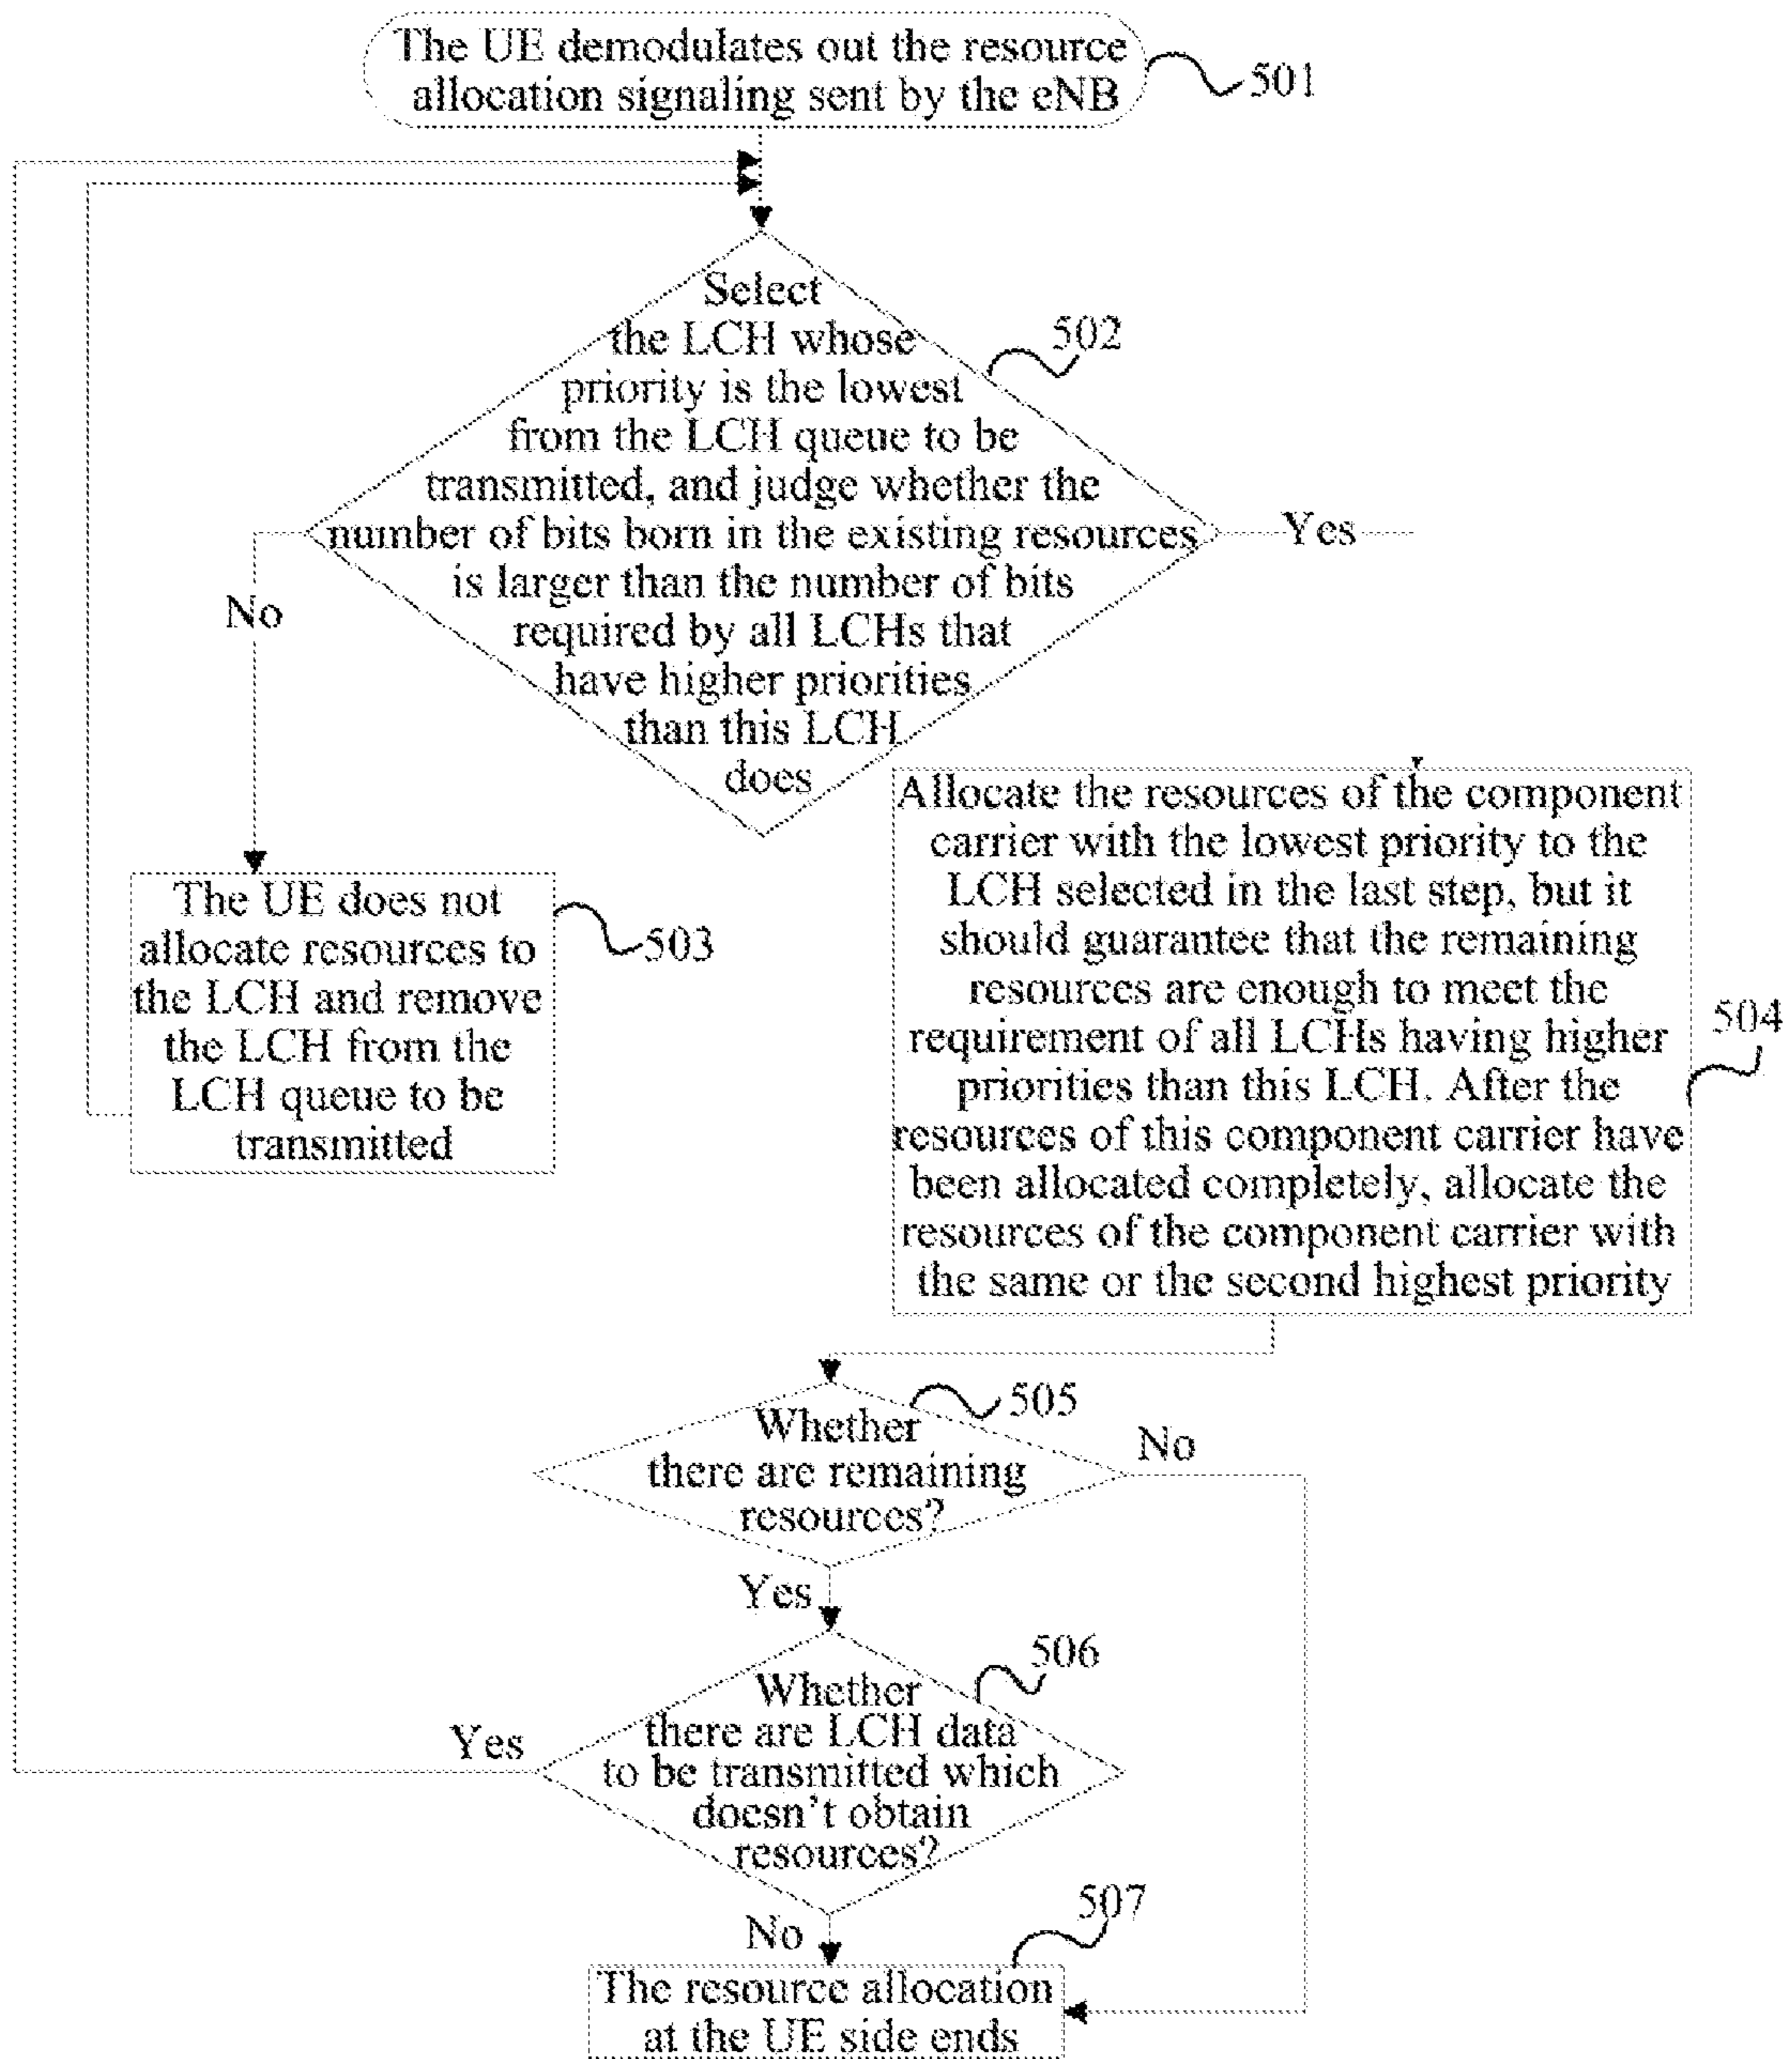 The UE demodulates out the resource
allocation signaling sent by the eNB
501
Select
the LCH whose
priority is the lowest
from the LCH queue to be
transmitted, and judge whether the
number of bits born in the existing resources
is larger than the number of bits
required by all LCHs that
have higher priorities
than this LCH
does
502
Yes
No
The UE does not
allocate resources to
the LCH and remove
the LCH from the
LCH queue to be
transmitted
503
Allocate the resources of the component
carrier with the lowest priority to the
LCH selected in the last step, but it
should guarantee that the remaining
resources are enough to meet the
requirement of all LCHs having higher
priorities than this LCH. After the
resources of this component carrier have
been allocated completely, allocate the
resources of the component carrier with
the same or the second highest priority
504
Whether
there are remaining
resources?
505
No
Yes
Whether
there are LCH data
to be transmitted which
doesn't obtain
resources?
506
Yes
No
The resource allocation
at the UE side ends
507